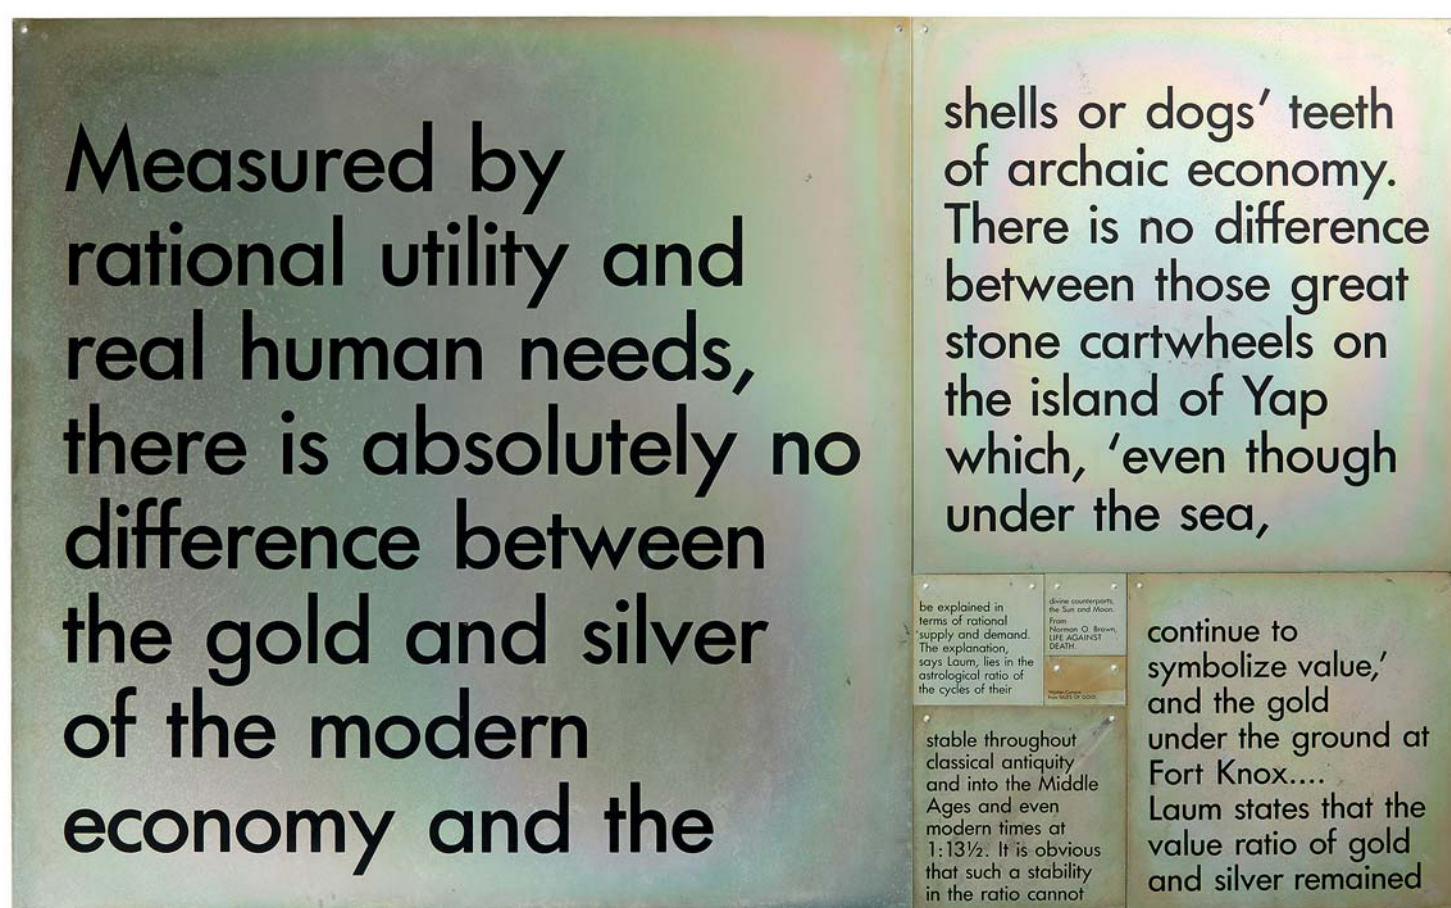 Measured by
rational utility and
real human needs,
there is absolutely no
difference between
the gold and silver
of the modern
economy and the
shells or dogs’ teeth
of archaic economy.
There is no difference
between those great
stone cartwheels on
the island of Yap
which, ‘even though
under the sea,
continue to
symbolize value,’
and the gold
under the ground at
Fort Knox....
Laum states that the
value ratio of gold
and silver remained
stable throughout
classical antiquity
and into the Middle
Ages and even
modern times at
1:13½. It is obvious
that such a stability
in the ratio cannot
be explained in
terms of rational
supply and demand.
The explanation,
says Laum, lies in the
astrological ratio of
the cycles of their
divine counterparts,
the Sun and Moon.
From
Norman O. Brown,
LIFE AGAINST
DEATH.